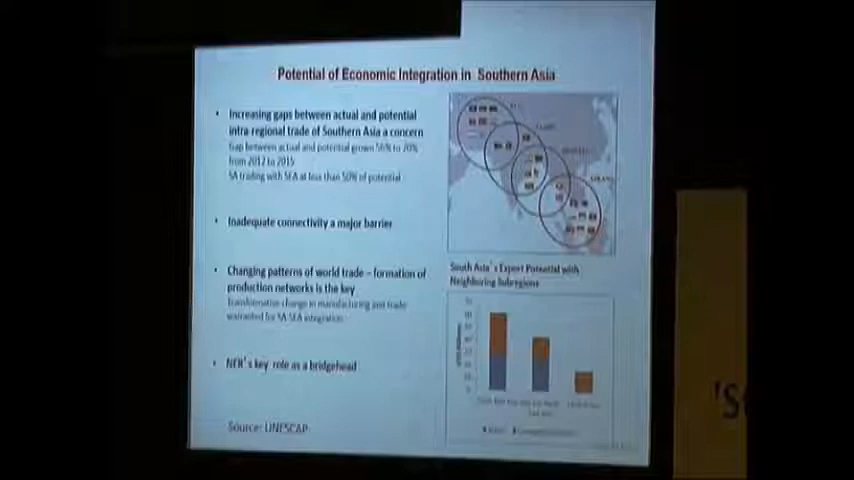 Potential of Economic Integration in Southern Asia
• Increasing gaps between actual and potential
intra regional trade of Southern Asia a concern
Gap between actual and potential grown 56% to 70%
from 2012 to 2015
SA trading with SEA at less than 50% of potential
• Inadequate connectivity a major barrier
• Changing patterns of world trade – formation of
production networks is the key
Transformative change in manufacturing and trade
warranted for SA SEA integration
• NER's key role as a bridgehead
Source: UNESCAP
South Asia's Export Potential with
Neighboring Subregions
'S